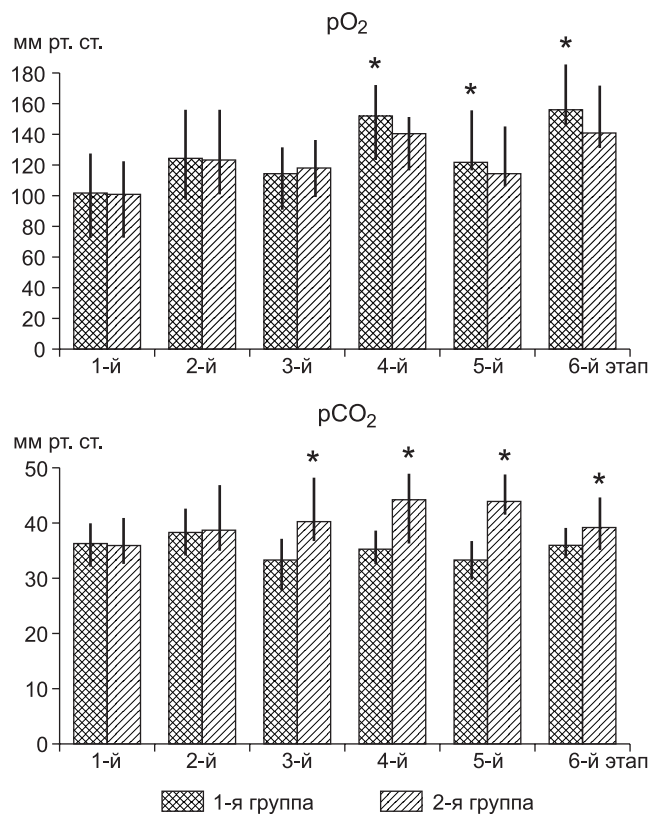 pO₂
мм рт. ст.
* * *
180
160
140
120
100
80
60
40
20
0
1-й 2-й 3-й 4-й 5-й 6-й этап
pCO₂
мм рт. ст.
* * * *
50
40
30
20
10
0
1-й 2-й 3-й 4-й 5-й 6-й этап
1-я группа 2-я группа